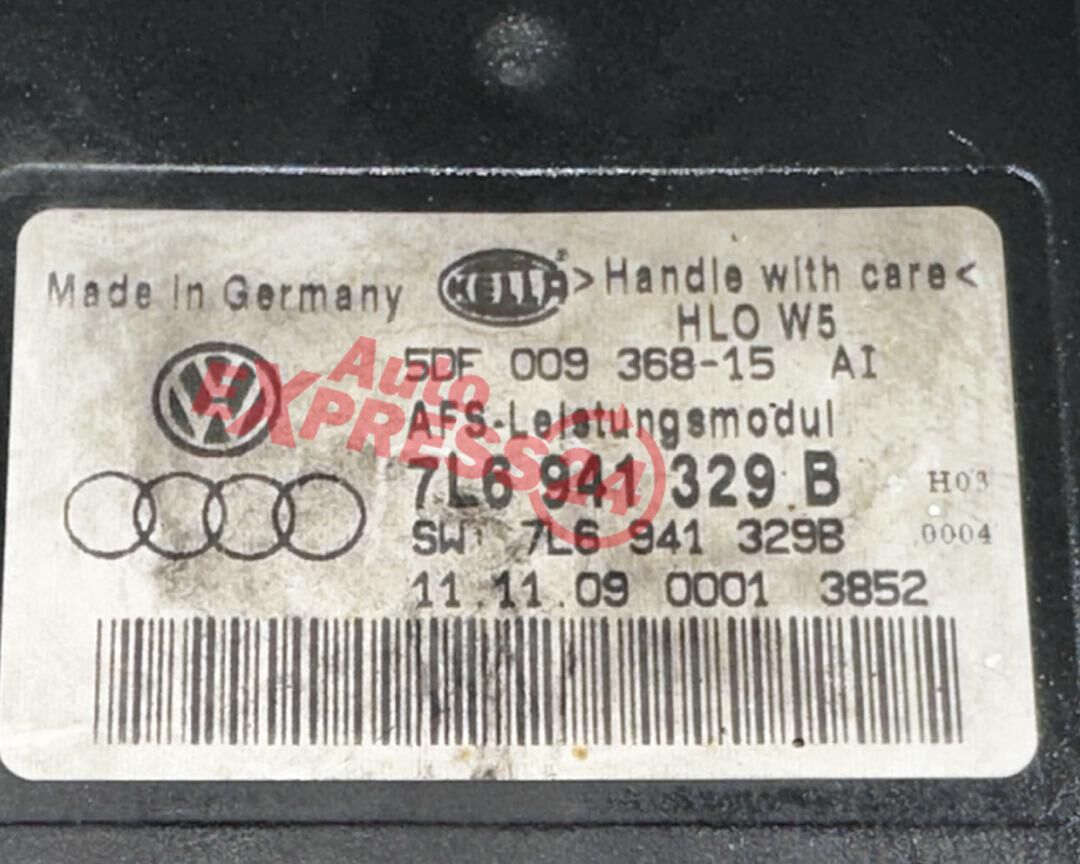 Made in Germany HELLA >Handle with care<
HLO W5
5DF 009 368-15 AI
AFS-Leistungsmodul
7L6 941 329 B H03
SW: 7L6 941 329B 0004
11.11.09 0001 3852
Auto
EXPRESS24